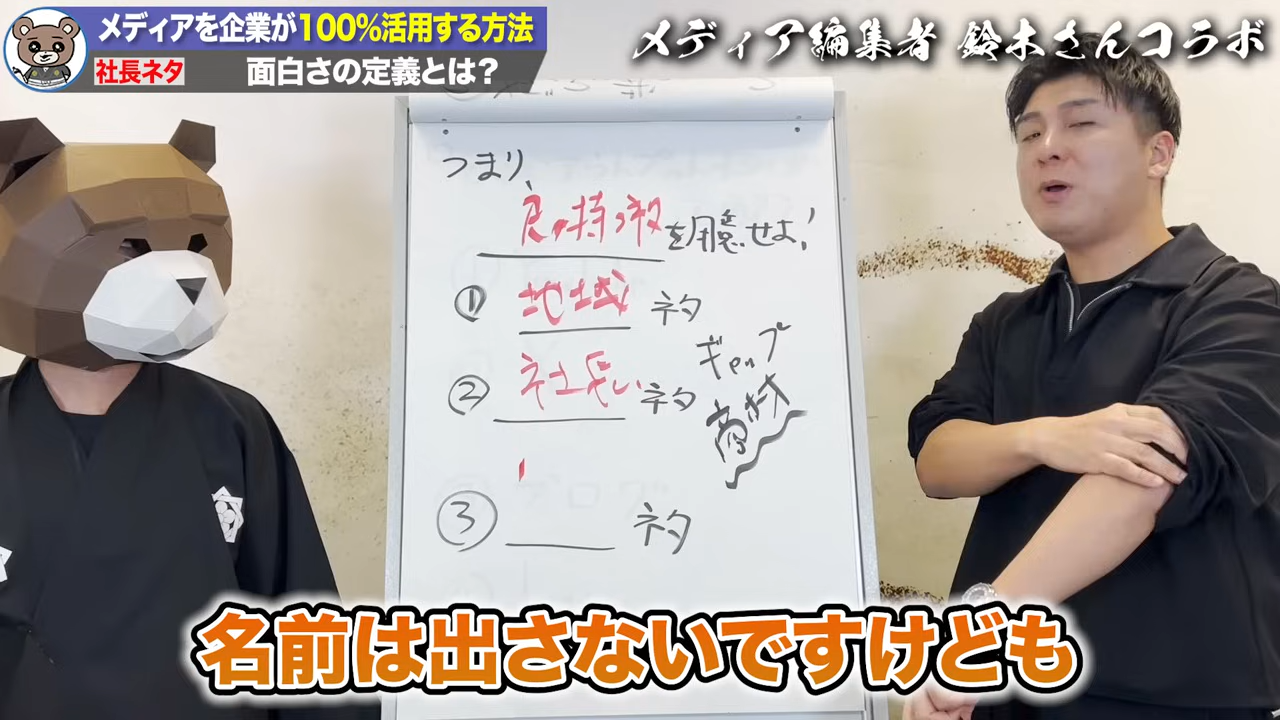 メディアを企業が100%活用する方法
社長ネタ 面白さの定義とは?
メディア編集者 鈴木さんコラボ
つまり、
を用意せよ!
① 地域 ネタ
② 社長 ネタ
ギャップ
③ ネタ
名前は出さないですけども